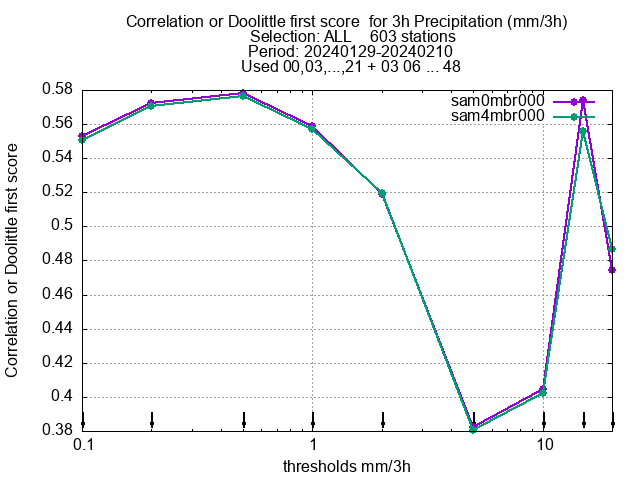 Correlation or Doolittle first score  for 3h Precipitation (mm/3h)
Selection: ALL    603 stations
Period: 20240129-20240210
Used 00,03,...,21 + 03 06 ... 48
sam0mbr000
sam4mbr000
0.58
0.56
0.54
0.52
0.5
0.48
0.46
0.44
0.42
0.4
0.38
Correlation or Doolittle first score
0.1
1
10
thresholds mm/3h